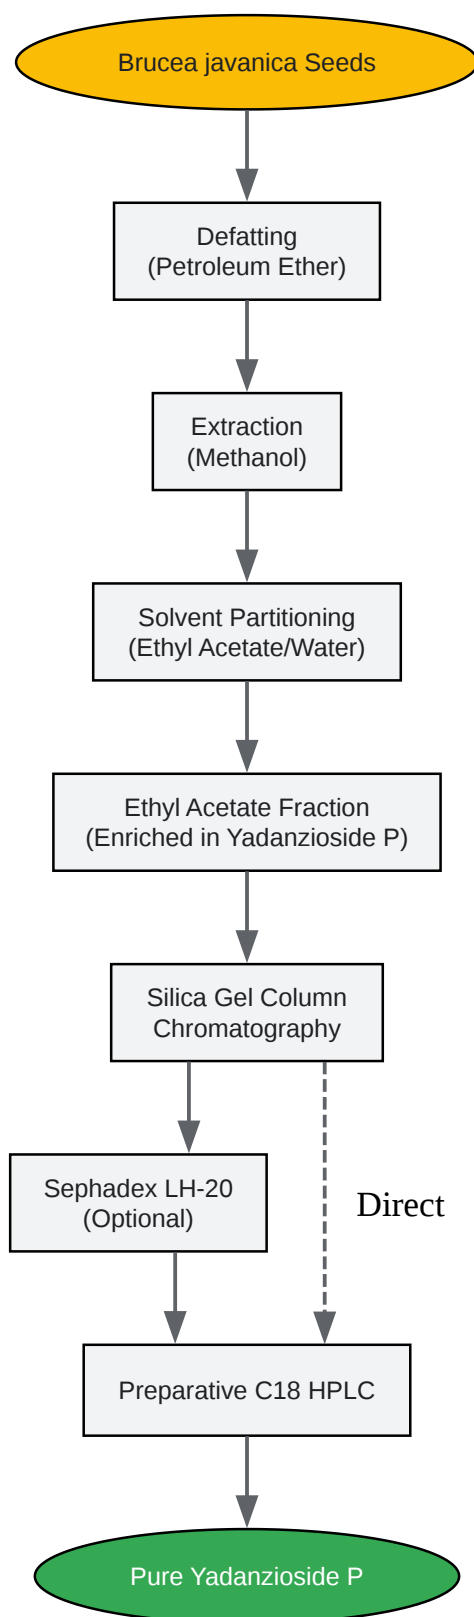 Brucea javanica Seeds
Defatting
(Petroleum Ether)
Extraction
(Methanol)
Solvent Partitioning
(Ethyl Acetate/Water)
Ethyl Acetate Fraction
(Enriched in Yadanzioside P)
Silica Gel Column
Chromatography
Sephadex LH-20
(Optional)
Direct
Preparative C18 HPLC
Pure Yadanzioside P